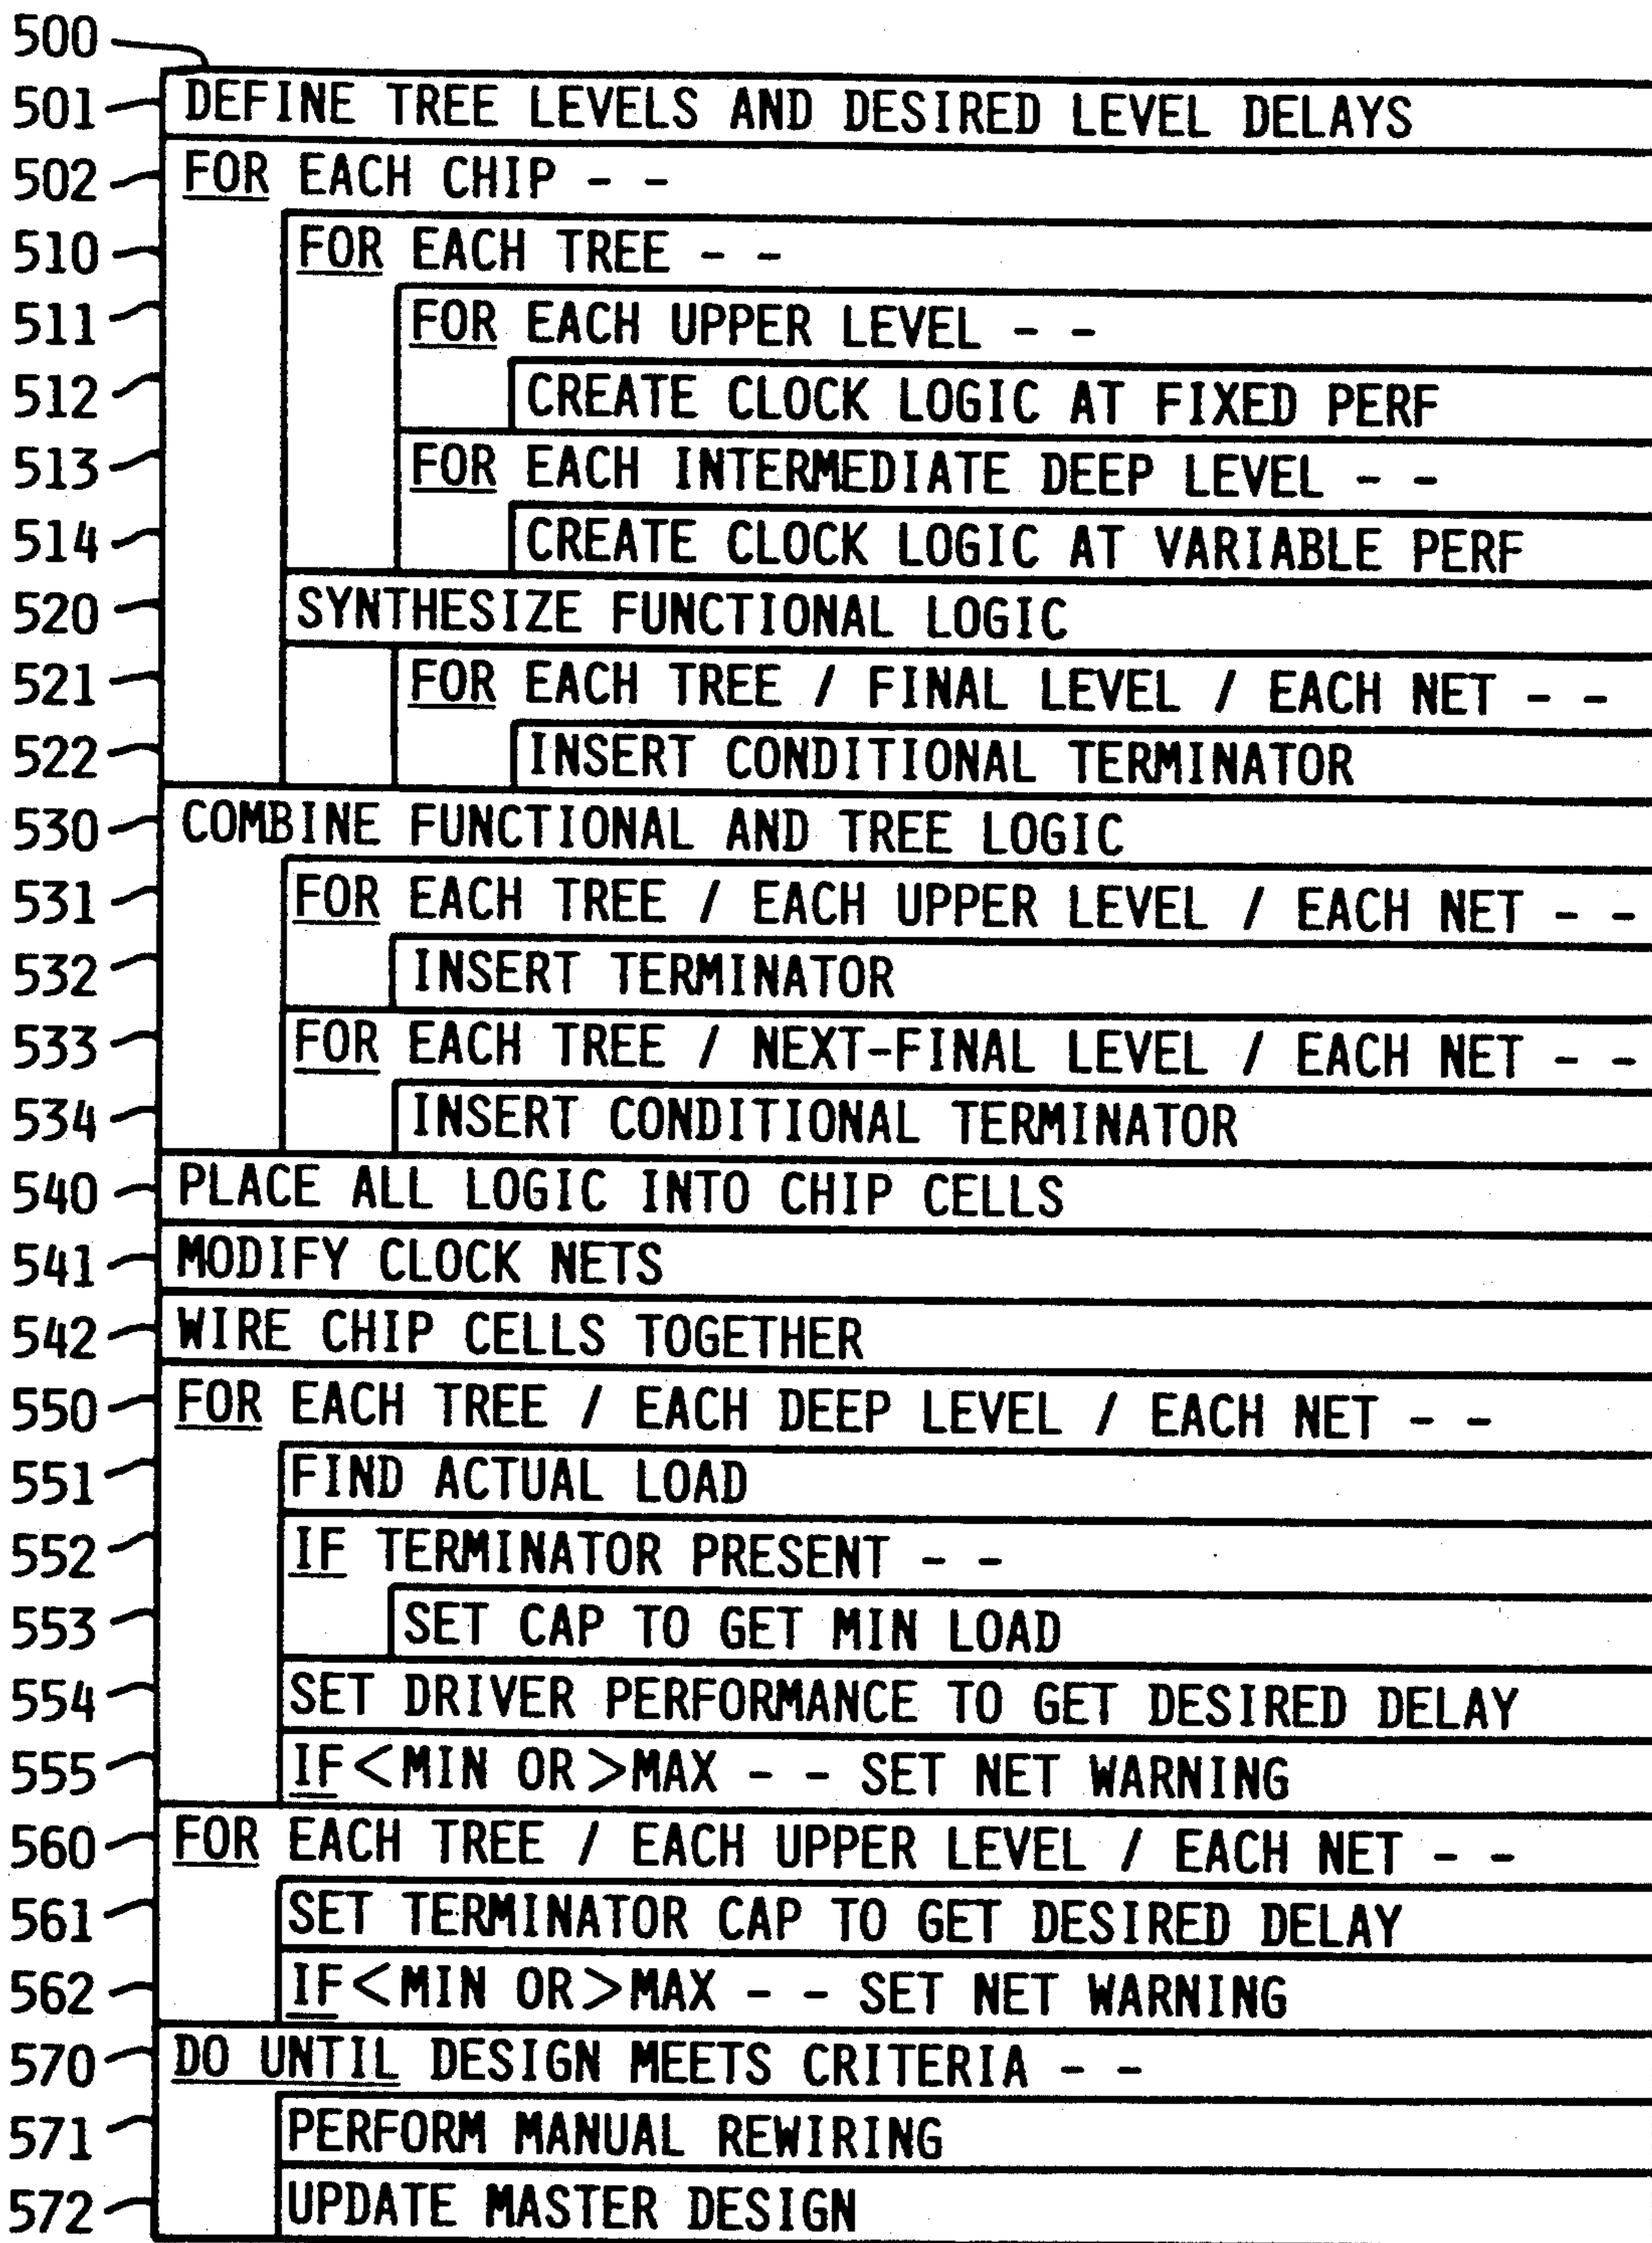 500
501 DEFINE TREE LEVELS AND DESIRED LEVEL DELAYS
502 FOR EACH CHIP - -
510 FOR EACH TREE - -
511 FOR EACH UPPER LEVEL - -
512 CREATE CLOCK LOGIC AT FIXED PERF
513 FOR EACH INTERMEDIATE DEEP LEVEL - -
514 CREATE CLOCK LOGIC AT VARIABLE PERF
520 SYNTHESIZE FUNCTIONAL LOGIC
521 FOR EACH TREE / FINAL LEVEL / EACH NET - -
522 INSERT CONDITIONAL TERMINATOR
530 COMBINE FUNCTIONAL AND TREE LOGIC
531 FOR EACH TREE / EACH UPPER LEVEL / EACH NET - -
532 INSERT TERMINATOR
533 FOR EACH TREE / NEXT-FINAL LEVEL / EACH NET - -
534 INSERT CONDITIONAL TERMINATOR
540 PLACE ALL LOGIC INTO CHIP CELLS
541 MODIFY CLOCK NETS
542 WIRE CHIP CELLS TOGETHER
550 FOR EACH TREE / EACH DEEP LEVEL / EACH NET - -
551 FIND ACTUAL LOAD
552 IF TERMINATOR PRESENT - -
553 SET CAP TO GET MIN LOAD
554 SET DRIVER PERFORMANCE TO GET DESIRED DELAY
555 IF<MIN OR>MAX - - SET NET WARNING
560 FOR EACH TREE / EACH UPPER LEVEL / EACH NET - -
561 SET TERMINATOR CAP TO GET DESIRED DELAY
562 IF<MIN OR>MAX - - SET NET WARNING
570 DO UNTIL DESIGN MEETS CRITERIA - -
571 PERFORM MANUAL REWIRING
572 UPDATE MASTER DESIGN